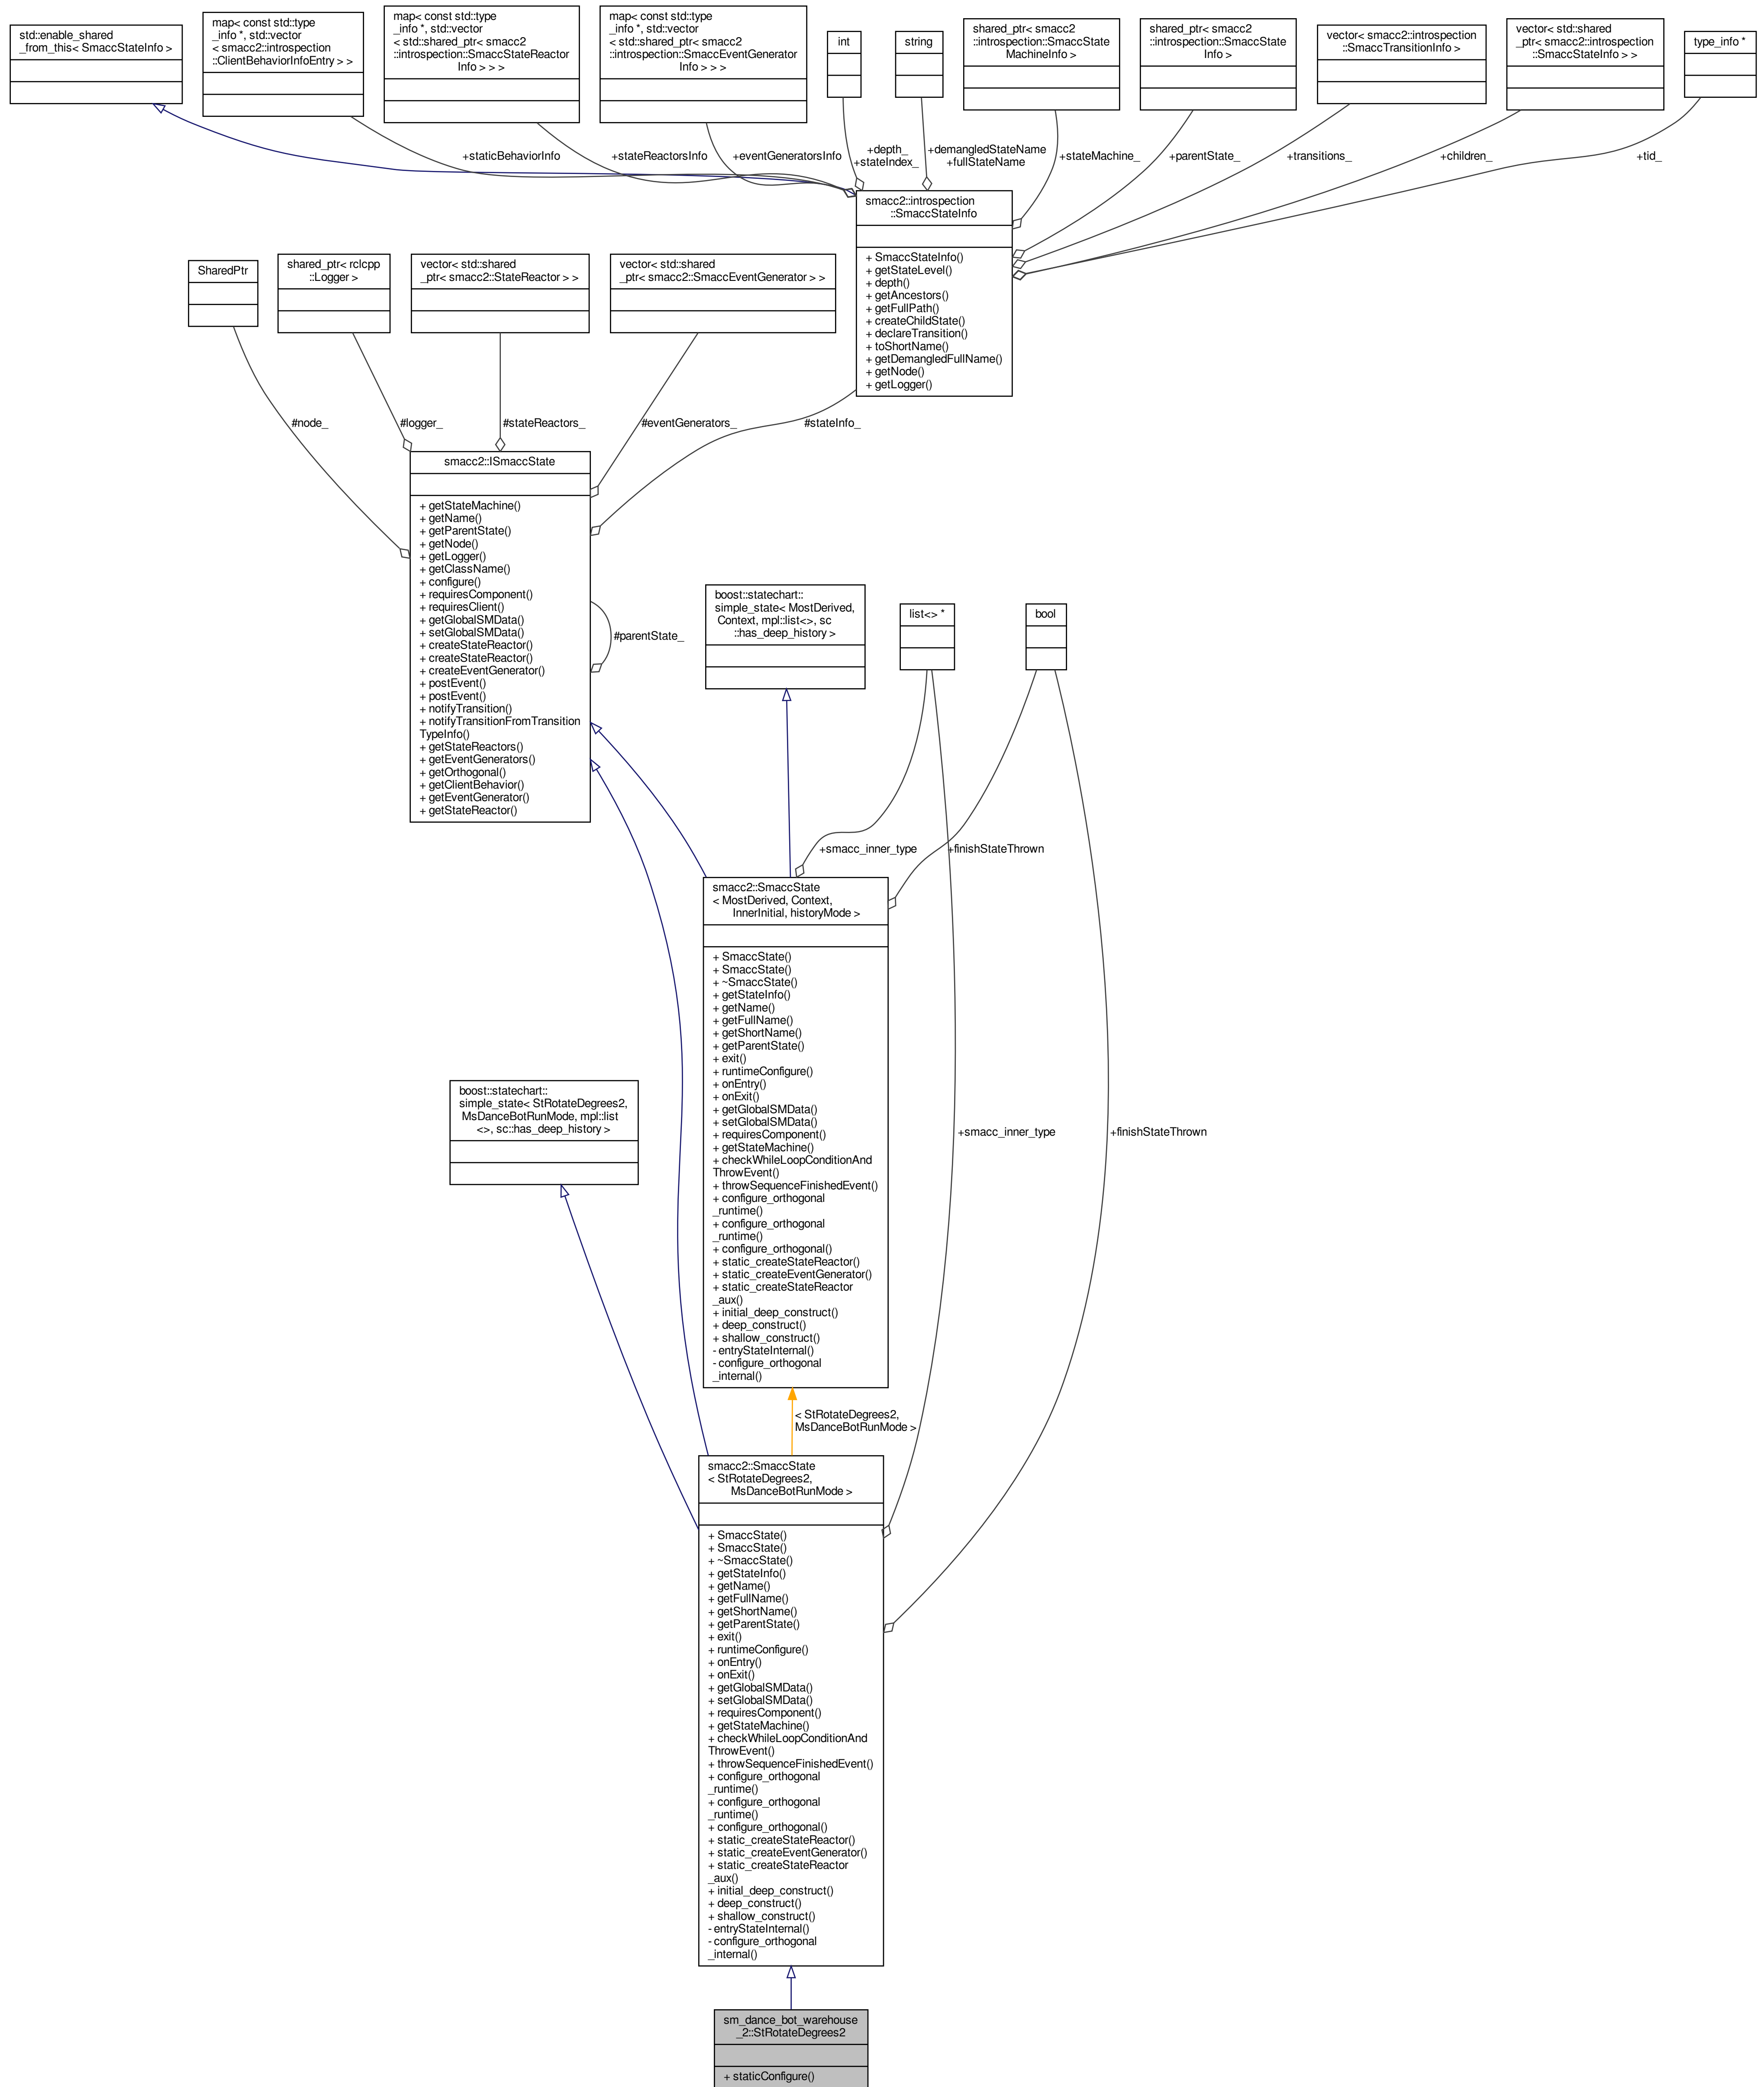 std::enable_shared
_from_this< SmaccStateInfo >
map< const std::type
_info *, std::vector
< smacc2::introspection
::ClientBehaviorInfoEntry > >
map< const std::type
_info *, std::vector
< std::shared_ptr< smacc2
::introspection::SmaccStateReactor
Info > > >
map< const std::type
_info *, std::vector
< std::shared_ptr< smacc2
::introspection::SmaccEventGenerator
Info > > >
int
string
shared_ptr< smacc2
::introspection::SmaccState
MachineInfo >
shared_ptr< smacc2
::introspection::SmaccState
Info >
vector< smacc2::introspection
::SmaccTransitionInfo >
vector< std::shared
_ptr< smacc2::introspection
::SmaccStateInfo > >
type_info *
+staticBehaviorInfo
+stateReactorsInfo
+eventGeneratorsInfo
+depth_
+stateIndex_
+demangledStateName
+fullStateName
+stateMachine_
+parentState_
+transitions_
+children_
+tid_
smacc2::introspection
::SmaccStateInfo
+ SmaccStateInfo()
+ getStateLevel()
+ depth()
+ getAncestors()
+ getFullPath()
+ createChildState()
+ declareTransition()
+ toShortName()
+ getDemangledFullName()
+ getNode()
+ getLogger()
SharedPtr
shared_ptr< rclcpp
::Logger >
vector< std::shared
_ptr< smacc2::StateReactor > >
vector< std::shared
_ptr< smacc2::SmaccEventGenerator > >
#node_
#logger_
#stateReactors_
#eventGenerators_
#stateInfo_
smacc2::ISmaccState
+ getStateMachine()
+ getName()
+ getParentState()
+ getNode()
+ getLogger()
+ getClassName()
+ configure()
+ requiresComponent()
+ requiresClient()
+ getGlobalSMData()
+ setGlobalSMData()
+ createStateReactor()
+ createStateReactor()
+ createEventGenerator()
+ postEvent()
+ postEvent()
+ notifyTransition()
+ notifyTransitionFromTransition
TypeInfo()
+ getStateReactors()
+ getEventGenerators()
+ getOrthogonal()
+ getClientBehavior()
+ getEventGenerator()
+ getStateReactor()
#parentState_
boost::statechart::
simple_state< MostDerived,
Context, mpl::list<>, sc
::has_deep_history >
list<> *
bool
+smacc_inner_type
+finishStateThrown
smacc2::SmaccState
< MostDerived, Context,
InnerInitial, historyMode >
+ SmaccState()
+ SmaccState()
+ ~SmaccState()
+ getStateInfo()
+ getName()
+ getFullName()
+ getShortName()
+ getParentState()
+ exit()
+ runtimeConfigure()
+ onEntry()
+ onExit()
+ getGlobalSMData()
+ setGlobalSMData()
+ requiresComponent()
+ getStateMachine()
+ checkWhileLoopConditionAnd
ThrowEvent()
+ throwSequenceFinishedEvent()
+ configure_orthogonal
_runtime()
+ configure_orthogonal
_runtime()
+ configure_orthogonal()
+ static_createStateReactor()
+ static_createEventGenerator()
+ static_createStateReactor
_aux()
+ initial_deep_construct()
+ deep_construct()
+ shallow_construct()
- entryStateInternal()
- configure_orthogonal
_internal()
boost::statechart::
simple_state< StRotateDegrees2,
MsDanceBotRunMode, mpl::list
<>, sc::has_deep_history >
+smacc_inner_type
+finishStateThrown
< StRotateDegrees2,
MsDanceBotRunMode >
smacc2::SmaccState
< StRotateDegrees2,
MsDanceBotRunMode >
+ SmaccState()
+ SmaccState()
+ ~SmaccState()
+ getStateInfo()
+ getName()
+ getFullName()
+ getShortName()
+ getParentState()
+ exit()
+ runtimeConfigure()
+ onEntry()
+ onExit()
+ getGlobalSMData()
+ setGlobalSMData()
+ requiresComponent()
+ getStateMachine()
+ checkWhileLoopConditionAnd
ThrowEvent()
+ throwSequenceFinishedEvent()
+ configure_orthogonal
_runtime()
+ configure_orthogonal
_runtime()
+ configure_orthogonal()
+ static_createStateReactor()
+ static_createEventGenerator()
+ static_createStateReactor
_aux()
+ initial_deep_construct()
+ deep_construct()
+ shallow_construct()
- entryStateInternal()
- configure_orthogonal
_internal()
sm_dance_bot_warehouse
_2::StRotateDegrees2
+ staticConfigure()